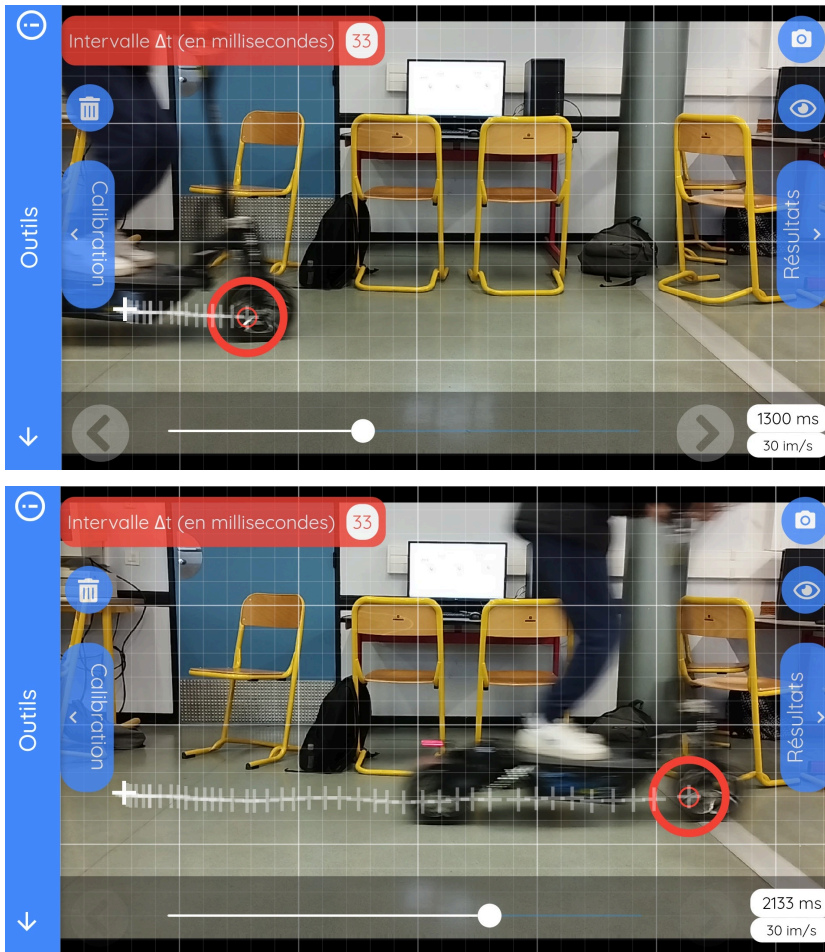 Intervalle Δt (en millisecondes) 33
Outils
Calibration
Résultats
1300 ms
30 im/s
Intervalle Δt (en millisecondes) 33
Outils
Calibration
Résultats
2133 ms
30 im/s